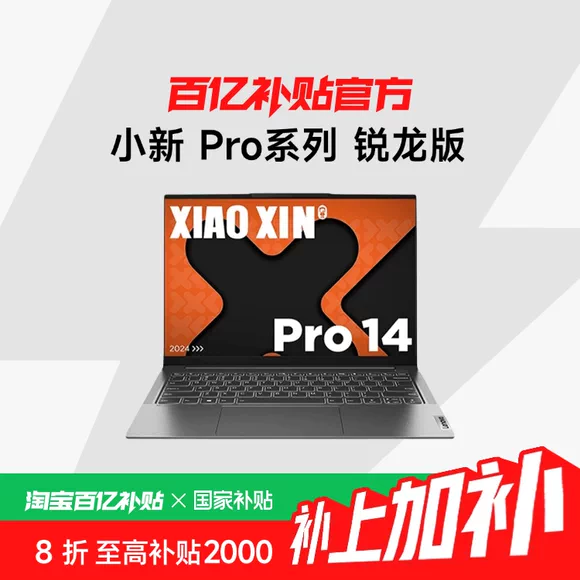 百亿补贴官方
小新 Pro系列 锐龙版
XIAO XIN
Pro 14
2024 >>>
Lenovo
淘宝百亿补贴 × 国家补贴
8 折 至高补贴2000
补上加补